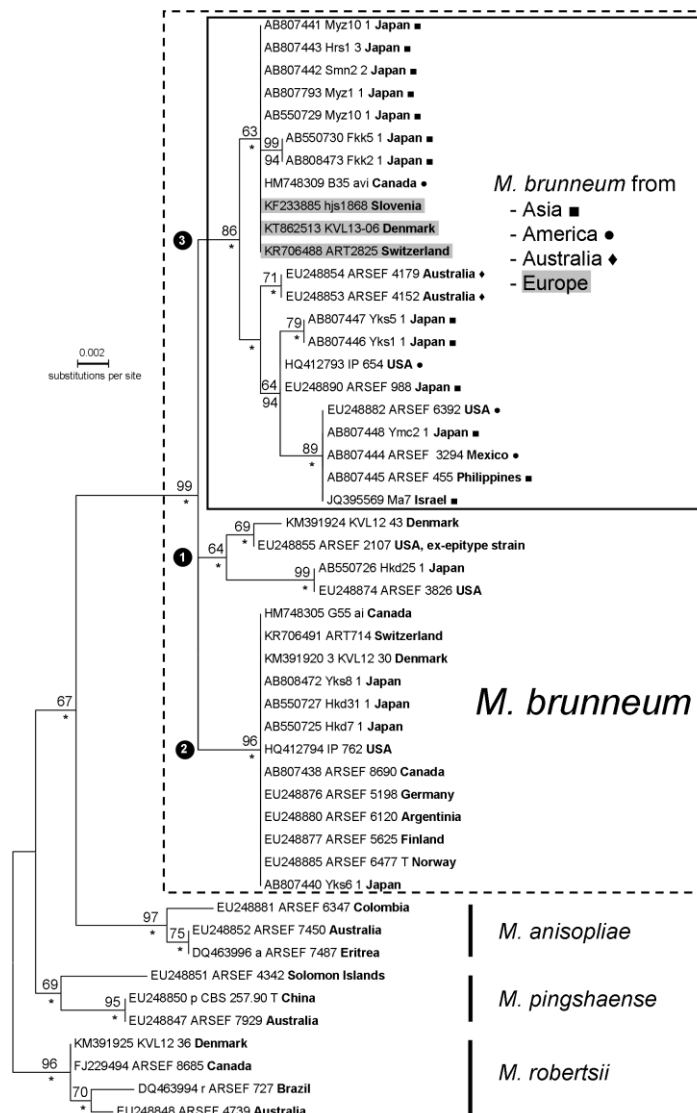 AB807441 Myz10 1 Japan ■
AB807443 Hrs1 3 Japan ■
AB807442 Smn2 2 Japan ■
AB807793 Myz1 1 Japan ■
AB550729 Myz10 1 Japan ■
63
*
99
94
AB550730 Fkk5 1 Japan ■
AB808473 Fkk2 1 Japan ■
HM748309 B35 avi Canada ●
KF233885 hjs1868 Slovenia
KT862513 KVL13-06 Denmark
KR706488 ART2825 Switzerland
M. brunneum from
- Asia ■
- America ●
- Australia ♦
- Europe
3
86
*
71
*
EU248854 ARSEF 4179 Australia ♦
EU248853 ARSEF 4152 Australia ♦
*
79
*
AB807447 Yks5 1 Japan ■
AB807446 Yks1 1 Japan ■
HQ412793 IP 654 USA ●
64
94
EU248890 ARSEF 988 Japan ■
EU248882 ARSEF 6392 USA ●
AB807448 Ymc2 1 Japan ■
89
*
AB807444 ARSEF 3294 Mexico ●
AB807445 ARSEF 455 Philippines ■
JQ395569 Ma7 Israel ■
0.002
substitutions per site
99
*
1
64
*
69
*
KM391924 KVL12 43 Denmark
EU248855 ARSEF 2107 USA, ex-epitype strain
99
*
AB550726 Hkd25 1 Japan
EU248874 ARSEF 3826 USA
HM748305 G55 ai Canada
KR706491 ART714 Switzerland
KM391920 3 KVL12 30 Denmark
AB808472 Yks8 1 Japan
AB550727 Hkd31 1 Japan
AB550725 Hkd7 1 Japan
2
96
*
HQ412794 IP 762 USA
AB807438 ARSEF 8690 Canada
EU248876 ARSEF 5198 Germany
EU248880 ARSEF 6120 Argentinia
EU248877 ARSEF 5625 Finland
EU248885 ARSEF 6477 T Norway
AB807440 Yks6 1 Japan
M. brunneum
67
*
97
*
EU248881 ARSEF 6347 Colombia
75
*
EU248852 ARSEF 7450 Australia
DQ463996 a ARSEF 7487 Eritrea
M. anisopliae
69
*
EU248851 ARSEF 4342 Solomon Islands
95
*
EU248850 p CBS 257.90 T China
EU248847 ARSEF 7929 Australia
M. pingshaense
96
*
KM391925 KVL12 36 Denmark
FJ229494 ARSEF 8685 Canada
70
*
DQ463994 r ARSEF 727 Brazil
EU248848 ARSEF 4739 Australia
M. robertsii